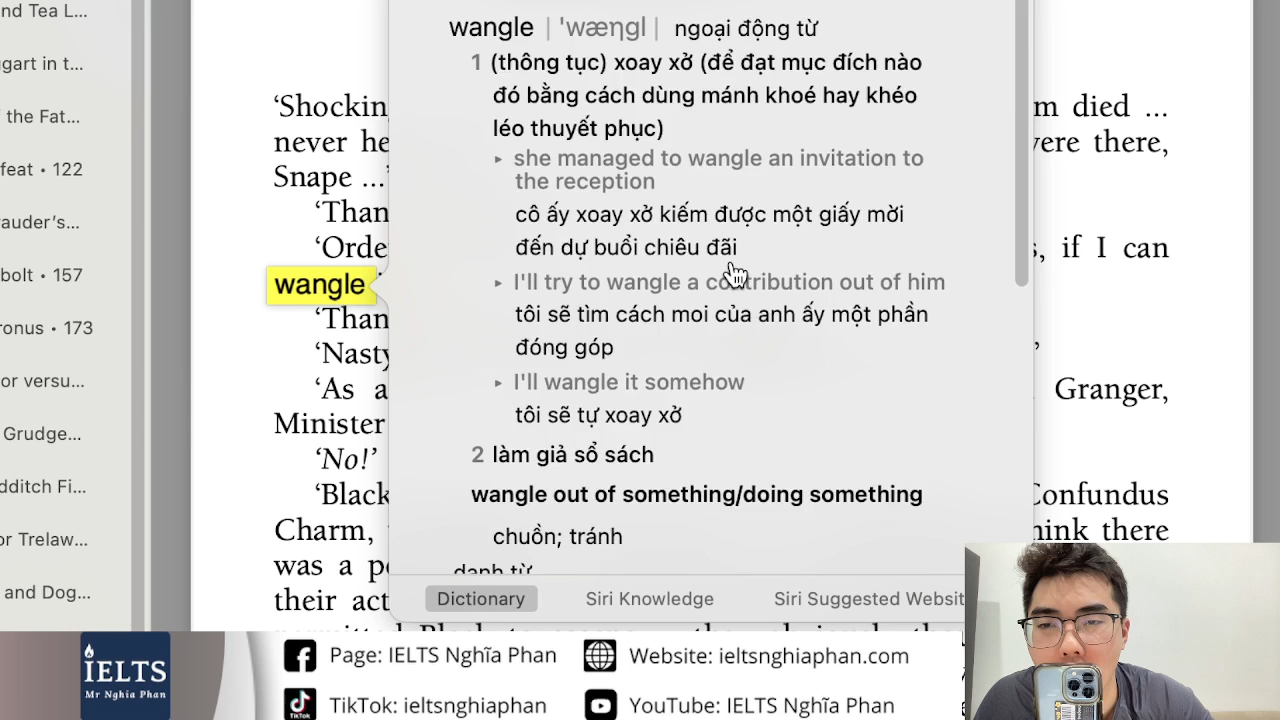 nd Tea L...
gart in t...
the Fat...
feat • 122
auder's...
bolt • 157
ronus • 173
or versu...
Grudge...
dditch Fi...
or Trelaw...
and Dog...
wangle | 'wæηgl | ngoại động từ
1 (thông tục) xoay xở (để đạt mục đích nào
đó bằng cách dùng mánh khoé hay khéo
léo thuyết phục)
▸ she managed to wangle an invitation to
the reception
cô ấy xoay xở kiếm được một giấy mời
đến dự buổi chiêu đãi
▸ I'll try to wangle a contribution out of him
tôi sẽ tìm cách moi của anh ấy một phần
đóng góp
▸ I'll wangle it somehow
tôi sẽ tự xoay xở
2 làm giả sổ sách
wangle out of something/doing something
chuồn; tránh
danh từ
Dictionary Siri Knowledge Siri Suggested Websit
‘Shocking m died ...
never he ere there,
Snape ...’
‘Than
‘Orde s, if I can
wangle
‘Than
‘Nasty
‘As a Granger,
Minister
‘No!’
‘Black Confundus
Charm, hink there
was a p
their act
IELTS
Mr Nghia Phan
Page: IELTS Nghĩa Phan
Website: ieltsnghiaphan.com
TikTok: ieltsnghiaphan
YouTube: IELTS Nghĩa Phan